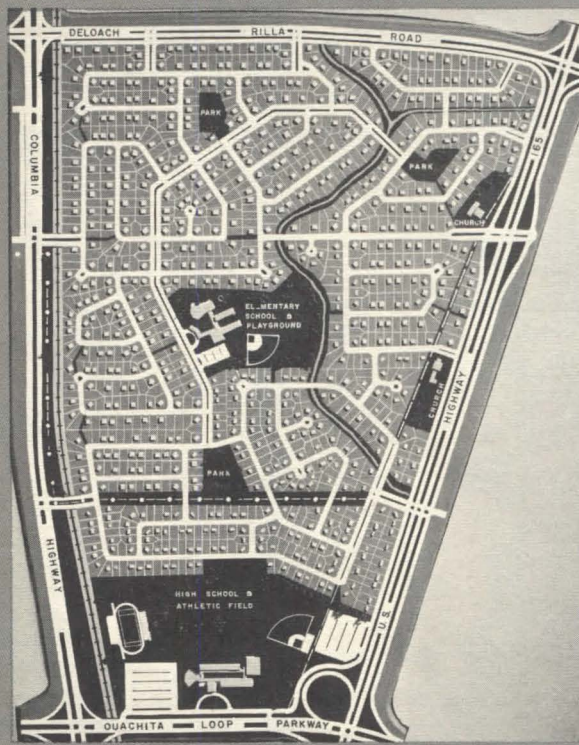 DELOACH RILLA ROAD
COLUMBIA
PARK
PARK
165
CHURCH
ELEMENTARY
SCHOOL &
PLAYGROUND
CHURCH
HIGHWAY
PARK
HIGHWAY
HIGH SCHOOL &
ATHLETIC FIELD
U.S.
OUACHITA LOOP PARKWAY